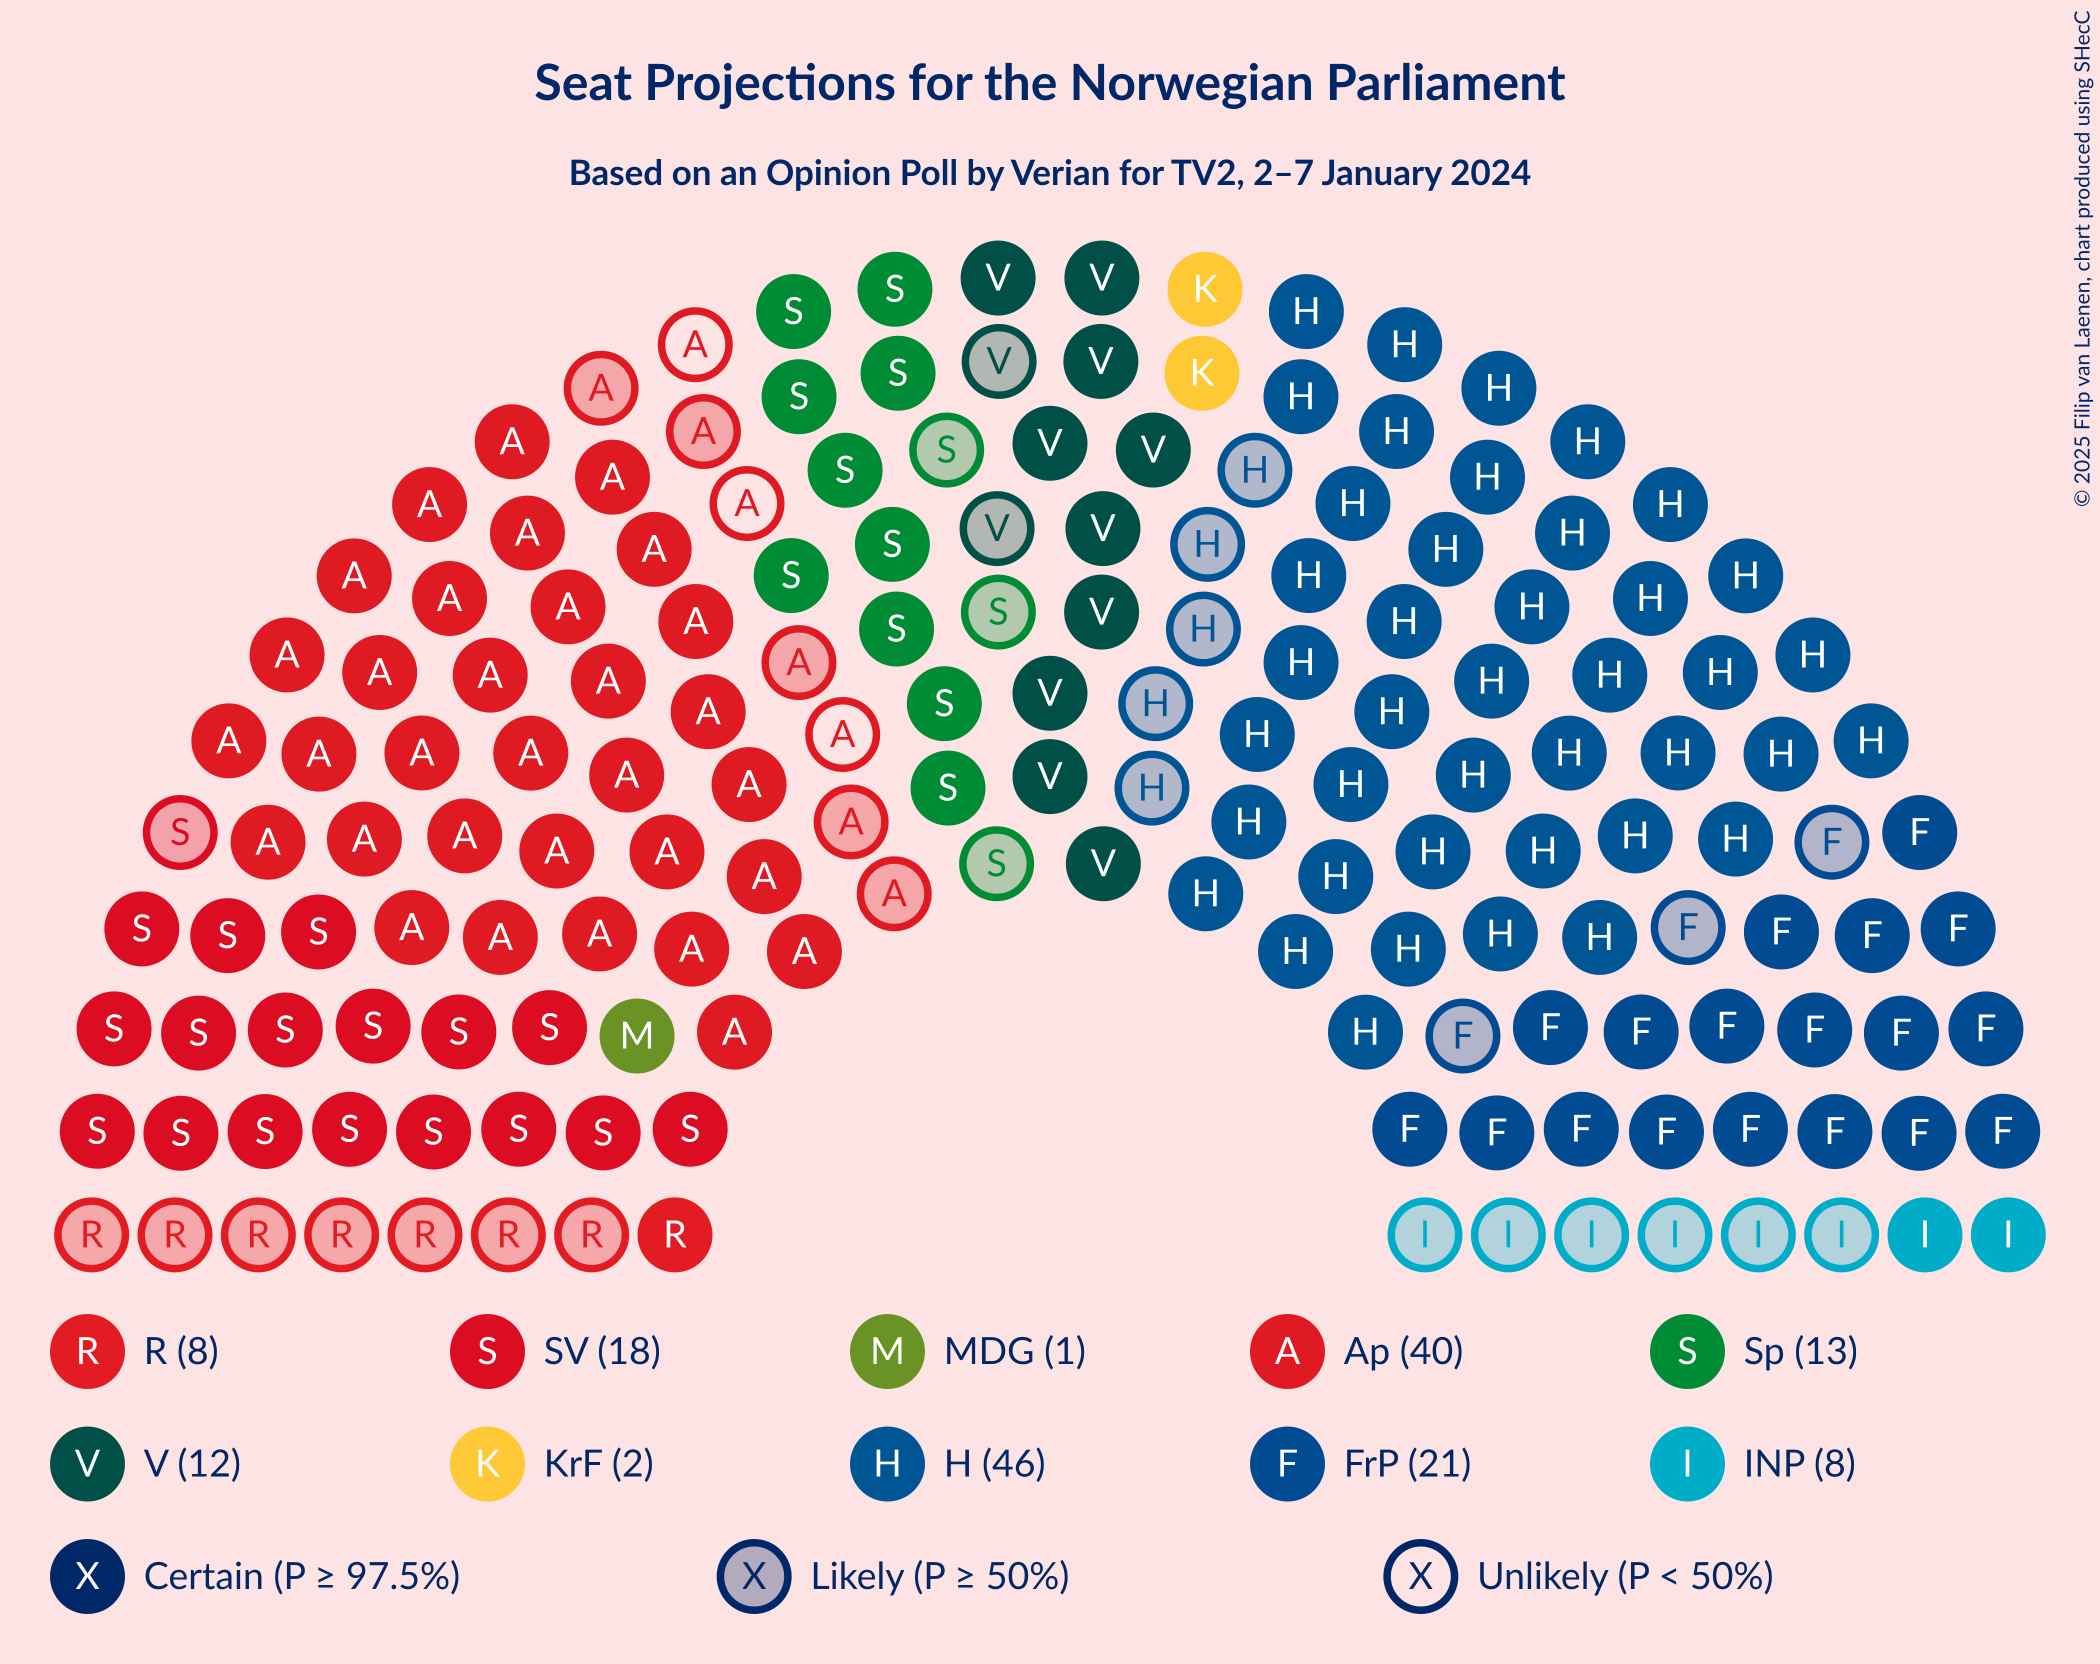 Seat Projections for the Norwegian Parliament
Based on an Opinion Poll by Verian for TV2, 2–7 January 2024
© 2025 Filip van Laenen, chart produced using SHecC
V V
S S K H
A S H
V V
A S S K H H
A A H H
S S V V H
A A A S H H H
A A A S V V H H H H
A A A S S V H H H H
A A A A S V H H H H
A A A A A S V H H H H H
A A A A A A H H H H H H
A A A A A S V H H H H H
S A A A A A A A S V H H H H H H F F
S S S A A A A A H H H H F F F F
S S S S S S M A H F F F F F F F
S S S S S S S S F F F F F F F F
R R R R R R R R I I I I I I I I
R R (8) S SV (18) M MDG (1) A Ap (40) S Sp (13)
V V (12) K KrF (2) H H (46) F FrP (21) I INP (8)
X Certain (P ≥ 97.5%) X Likely (P ≥ 50%) X Unlikely (P < 50%)